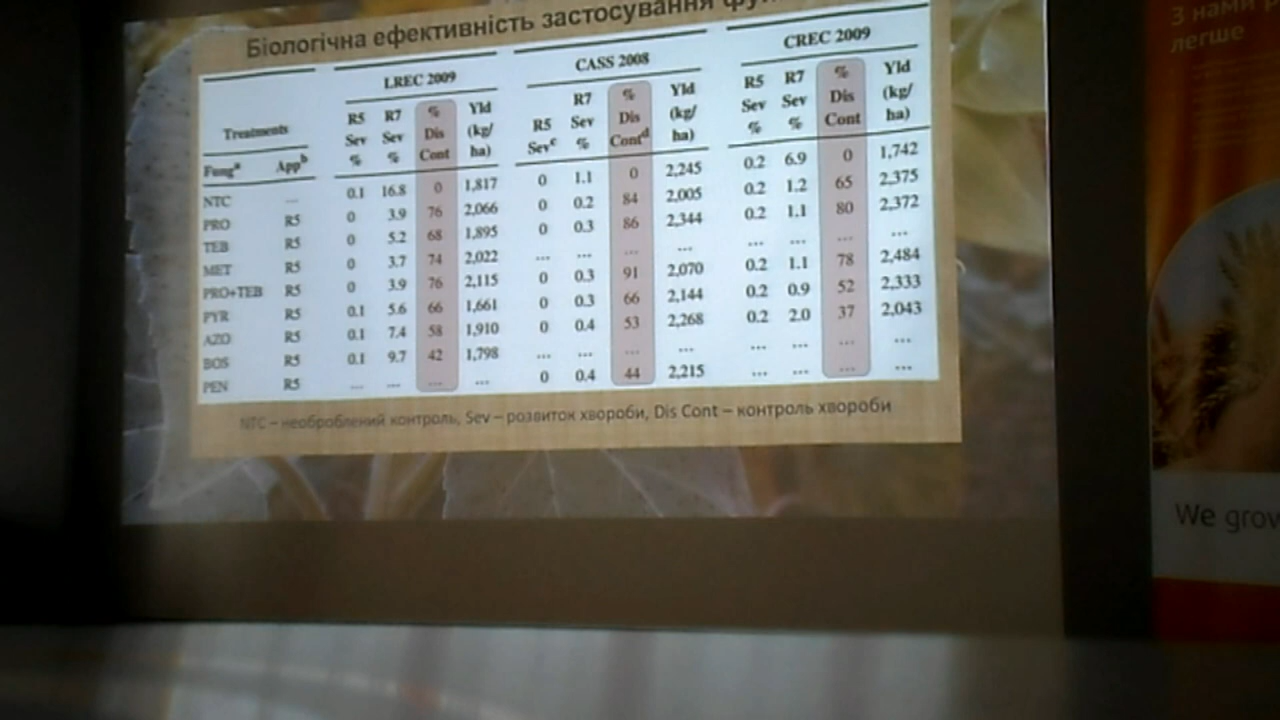 Біологічна ефективність застосування
LREC 2009 CASS 2008 CREC 2009
Treatments R5 Sev % R7 Sev % % Dis Cont Yld (kg/ha) R5 Sevᶜ R7 Sev % % Dis Contᵈ Yld (kg/ha) R5 Sev % R7 Sev % % Dis Cont Yld (kg/ha)
Fungᵃ Appᵇ
NTC ... 0.1 16.8 0 1,817 0 1.1 0 2,245 0.2 6.9 0 1,742
PRO R5 0 3.9 76 2,066 0 0.2 84 2,005 0.2 1.2 65 2,375
TEB R5 0 5.2 68 1,895 0 0.3 86 2,344 0.2 1.1 80 2,372
MET R5 0 3.7 74 2,022 ... ... ... ... ... ... ... ...
PRO+TEB R5 0 3.9 76 2,115 0 0.3 91 2,070 0.2 1.1 78 2,484
PYR R5 0.1 5.6 66 1,661 0 0.3 66 2,144 0.2 0.9 52 2,333
AZO R5 0.1 7.4 58 1,910 0 0.4 53 2,268 0.2 2.0 37 2,043
BOS R5 0.1 9.7 42 1,798 ... ... ... ... ... ... ... ...
PEN R5 ... ... ... ... 0 0.4 44 2,215 ... ... ... ...
NTC – необроблений контроль, Sev – розвиток хвороби, Dis Cont – контроль хвороби
З нами
легше
We grow